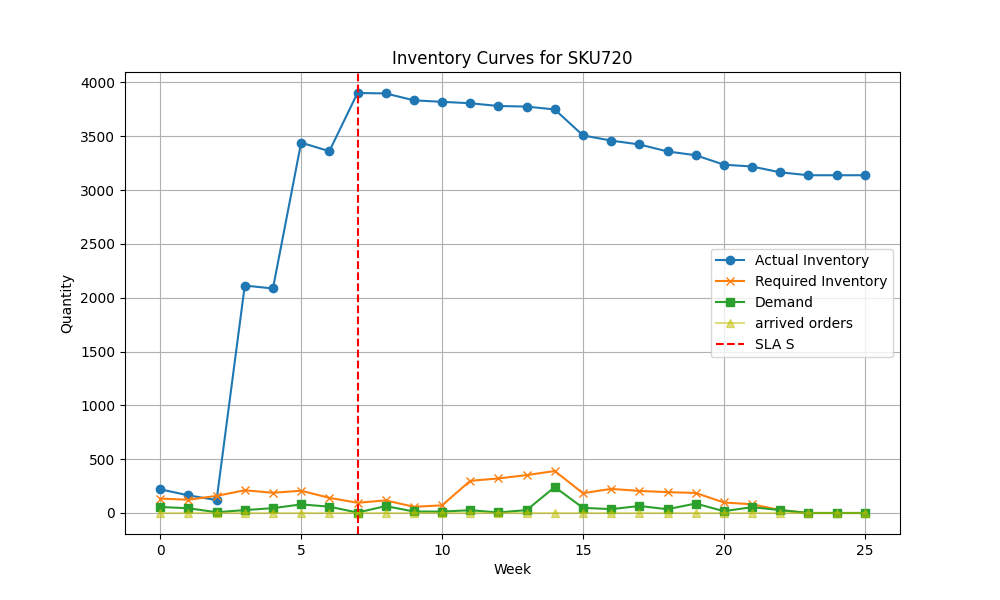 Inventory Curves for SKU720
4000
3500
3000
2500
2000
1500
1000
500
0
Quantity
Actual Inventory
Required Inventory
Demand
arrived orders
SLA S
0 5 10 15 20 25
Week